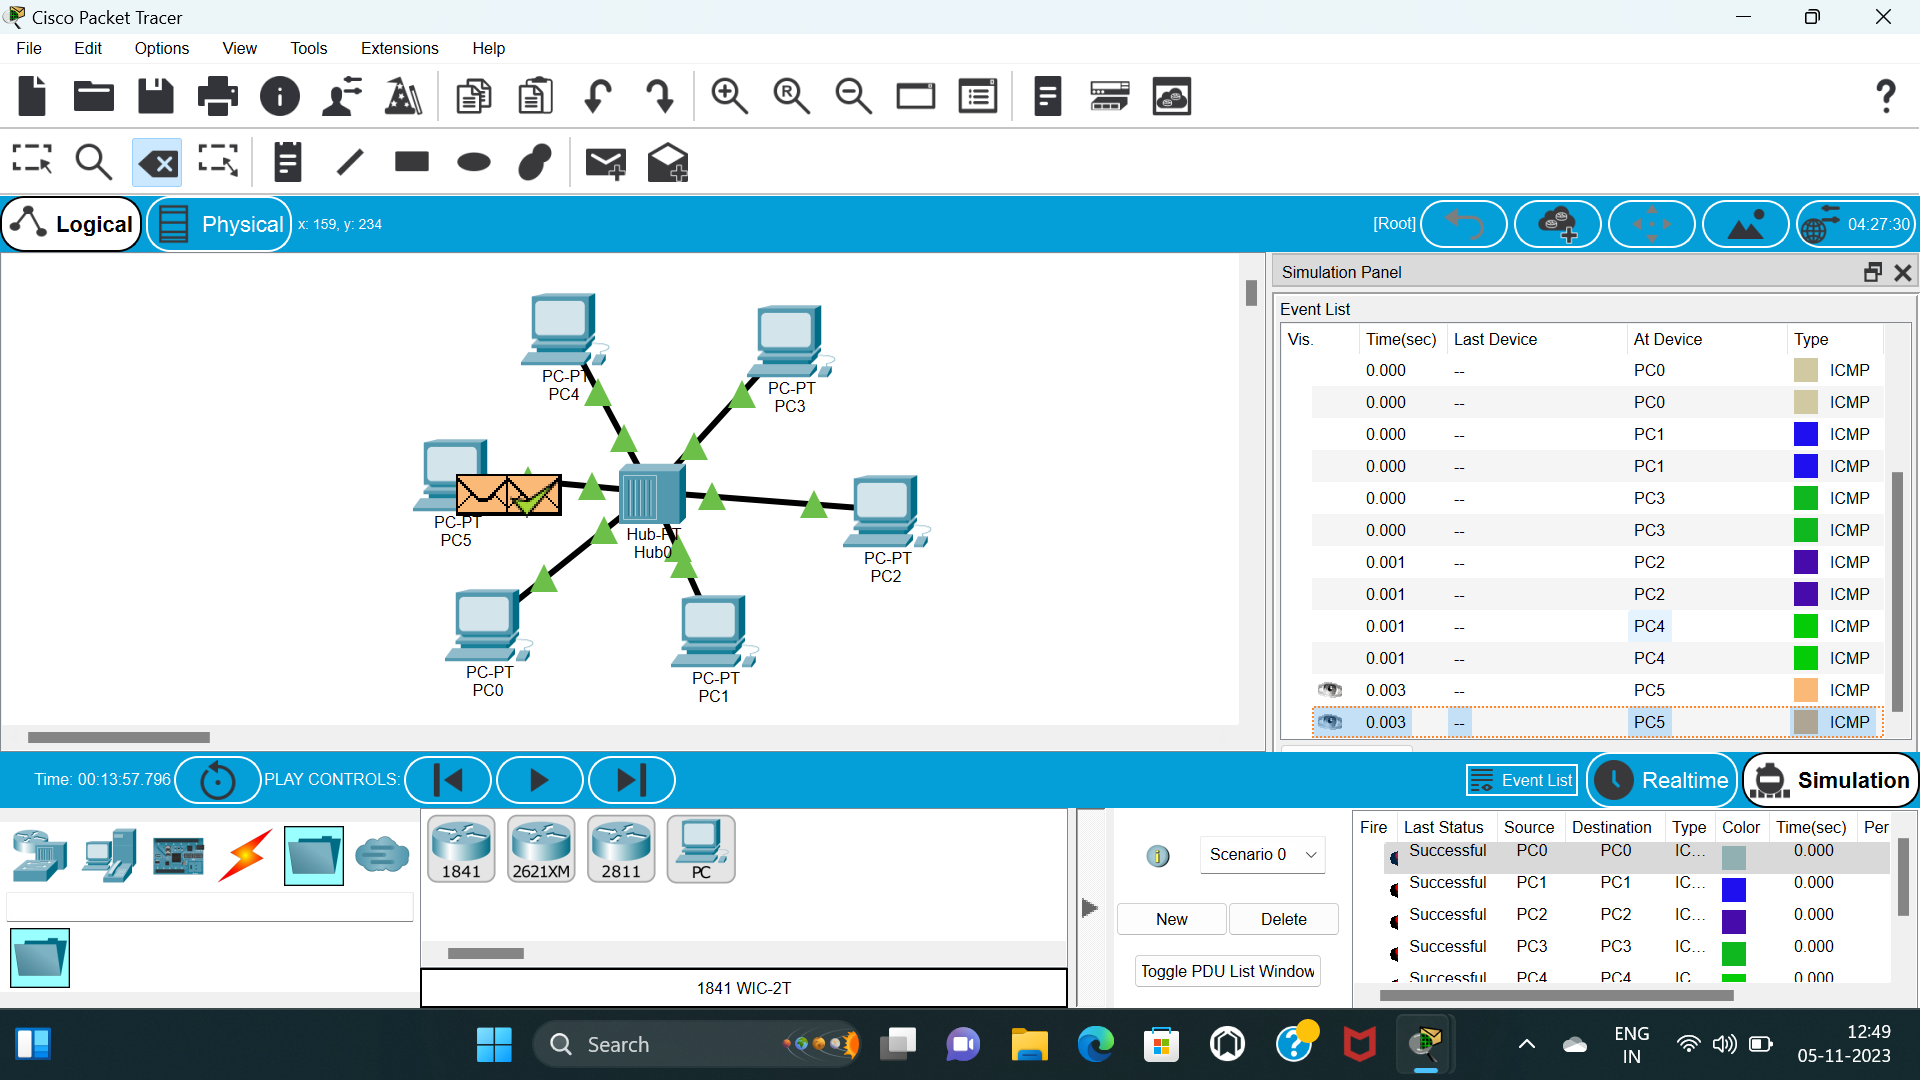 Cisco Packet Tracer
File Edit Options View Tools Extensions Help
Logical Physical x: 159, y: 234 [Root] 04:27:30
PC-PT
PC4
PC-PT
PC3
PC-PT
PC5
Hub-PT
Hub0
PC-PT
PC2
PC-PT
PC0
PC-PT
PC1
Simulation Panel
Event List
Vis. Time(sec) Last Device At Device Type
0.000 -- PC0 ICMP
0.000 -- PC0 ICMP
0.000 -- PC1 ICMP
0.000 -- PC1 ICMP
0.000 -- PC3 ICMP
0.000 -- PC3 ICMP
0.001 -- PC2 ICMP
0.001 -- PC2 ICMP
0.001 -- PC4 ICMP
0.001 -- PC4 ICMP
0.003 -- PC5 ICMP
0.003 -- PC5 ICMP
Time: 00:13:57.796 PLAY CONTROLS: Event List Realtime Simulation
1841 2621XM 2811 PC
1841 WIC-2T
Scenario 0
New Delete
Toggle PDU List Window
Fire Last Status Source Destination Type Color Time(sec) Per
Successful PC0 PC0 IC... 0.000
Successful PC1 PC1 IC... 0.000
Successful PC2 PC2 IC... 0.000
Successful PC3 PC3 IC... 0.000
Successful PC4 PC4 IC 0.000
Search
ENG
IN
12:49
05-11-2023